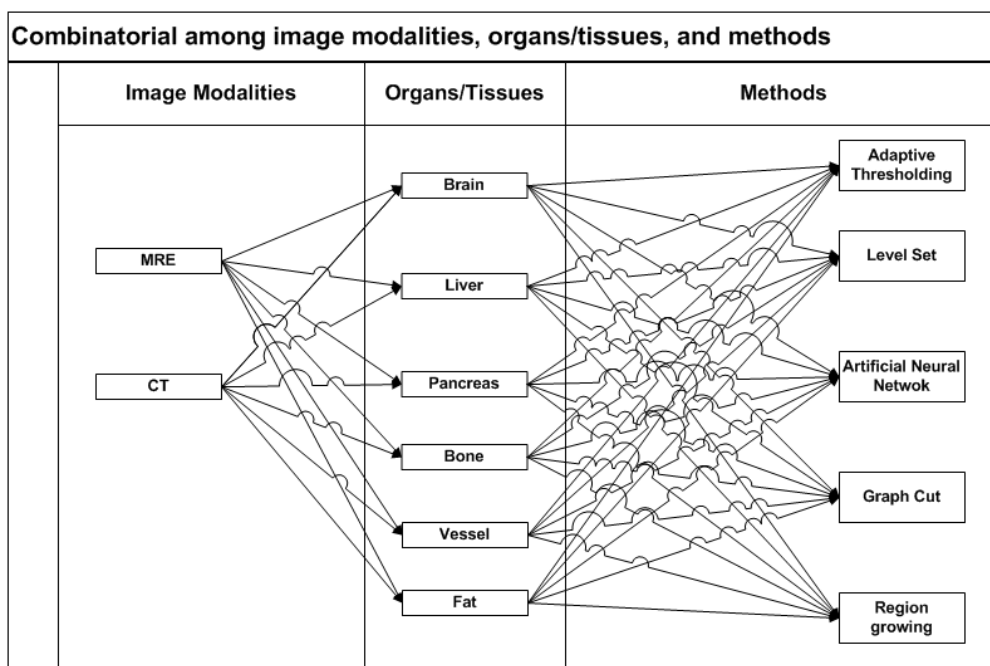 Combinatorial among image modalities, organs/tissues, and methods
Image Modalities
Organs/Tissues
Methods
MRE
CT
Brain
Liver
Pancreas
Bone
Vessel
Fat
Adaptive
Thresholding
Level Set
Artificial Neural
Netwok
Graph Cut
Region
growing